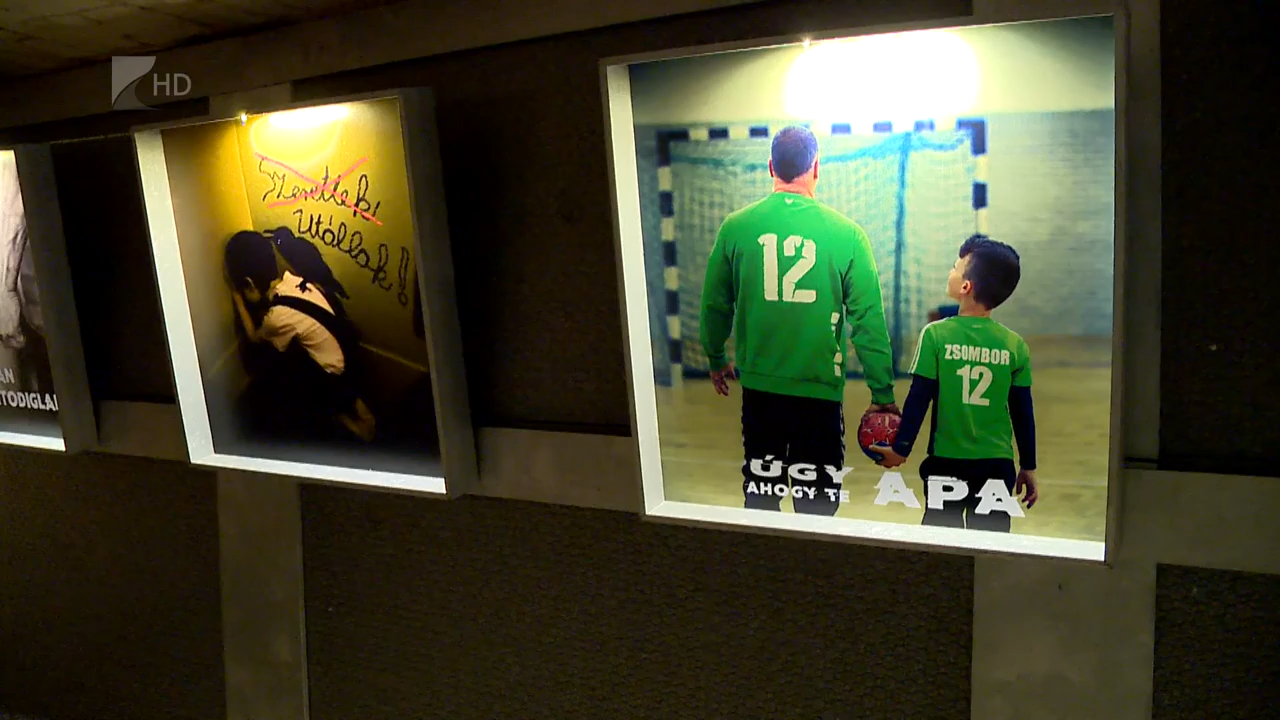 HD
TODIGLAN
Szeretlek,
Utállak!
12
ZSOMBOR
12
ÚGY
AHOGY TE
APA